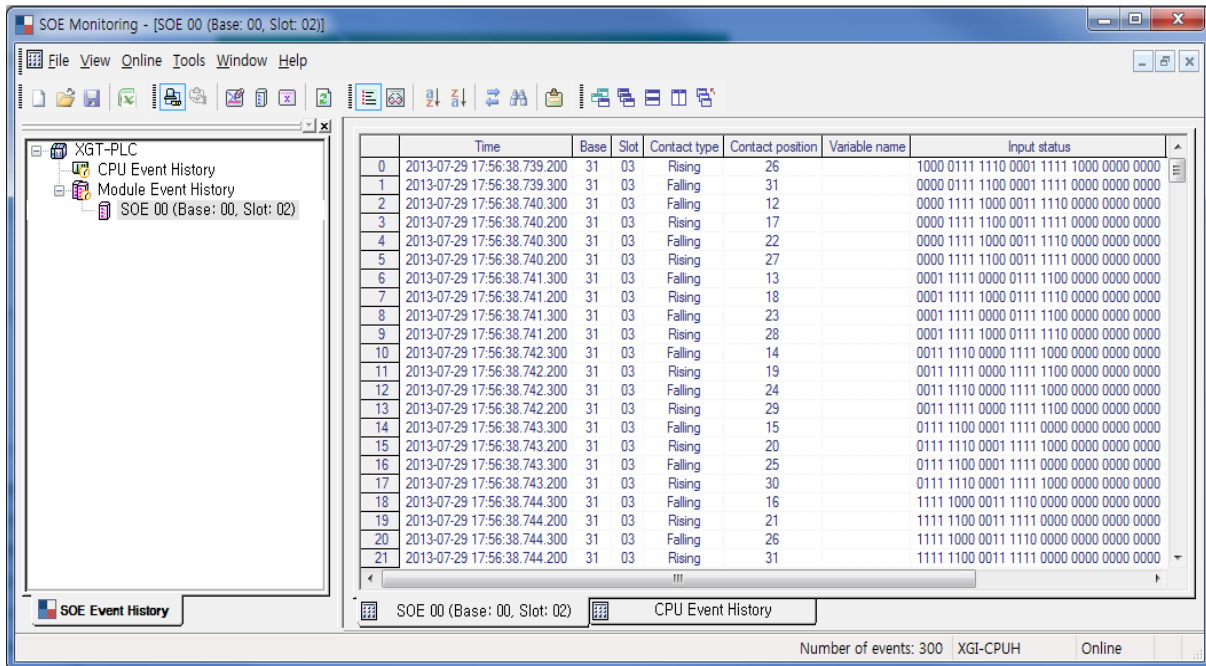 SOE Monitoring - [SOE 00 (Base: 00, Slot: 02)]
File View Online Tools Window Help
XGT-PLC
CPU Event History
Module Event History
SOE 00 (Base: 00, Slot: 02)
SOE Event History
Time Base Slot Contact type Contact position Variable name Input status
0 2013-07-29 17:56:38.739.200 31 03 Rising 26 1000 0111 1110 0001 1111 1000 0000 0000
1 2013-07-29 17:56:38.739.300 31 03 Falling 31 0000 0111 1100 0001 1111 0000 0000 0000
2 2013-07-29 17:56:38.740.300 31 03 Falling 12 0000 1111 1000 0011 1110 0000 0000 0000
3 2013-07-29 17:56:38.740.200 31 03 Rising 17 0000 1111 1100 0011 1111 0000 0000 0000
4 2013-07-29 17:56:38.740.300 31 03 Falling 22 0000 1111 1000 0011 1110 0000 0000 0000
5 2013-07-29 17:56:38.740.200 31 03 Rising 27 0000 1111 1100 0011 1111 0000 0000 0000
6 2013-07-29 17:56:38.741.300 31 03 Falling 13 0001 1111 0000 0111 1100 0000 0000 0000
7 2013-07-29 17:56:38.741.200 31 03 Rising 18 0001 1111 1000 0111 1110 0000 0000 0000
8 2013-07-29 17:56:38.741.300 31 03 Falling 23 0001 1111 0000 0111 1100 0000 0000 0000
9 2013-07-29 17:56:38.741.200 31 03 Rising 28 0001 1111 1000 0111 1110 0000 0000 0000
10 2013-07-29 17:56:38.742.300 31 03 Falling 14 0011 1110 0000 1111 1000 0000 0000 0000
11 2013-07-29 17:56:38.742.200 31 03 Rising 19 0011 1111 0000 1111 1100 0000 0000 0000
12 2013-07-29 17:56:38.742.300 31 03 Falling 24 0011 1110 0000 1111 1000 0000 0000 0000
13 2013-07-29 17:56:38.742.200 31 03 Rising 29 0011 1111 0000 1111 1100 0000 0000 0000
14 2013-07-29 17:56:38.743.300 31 03 Falling 15 0111 1100 0001 1111 0000 0000 0000 0000
15 2013-07-29 17:56:38.743.200 31 03 Rising 20 0111 1110 0001 1111 1000 0000 0000 0000
16 2013-07-29 17:56:38.743.300 31 03 Falling 25 0111 1100 0001 1111 0000 0000 0000 0000
17 2013-07-29 17:56:38.743.200 31 03 Rising 30 0111 1110 0001 1111 1000 0000 0000 0000
18 2013-07-29 17:56:38.744.300 31 03 Falling 16 1111 1000 0011 1110 0000 0000 0000 0000
19 2013-07-29 17:56:38.744.200 31 03 Rising 21 1111 1100 0011 1111 0000 0000 0000 0000
20 2013-07-29 17:56:38.744.300 31 03 Falling 26 1111 1000 0011 1110 0000 0000 0000 0000
21 2013-07-29 17:56:38.744.200 31 03 Rising 31 1111 1100 0011 1111 0000 0000 0000 0000
SOE 00 (Base: 00, Slot: 02) CPU Event History
Number of events: 300 XGI-CPUH Online